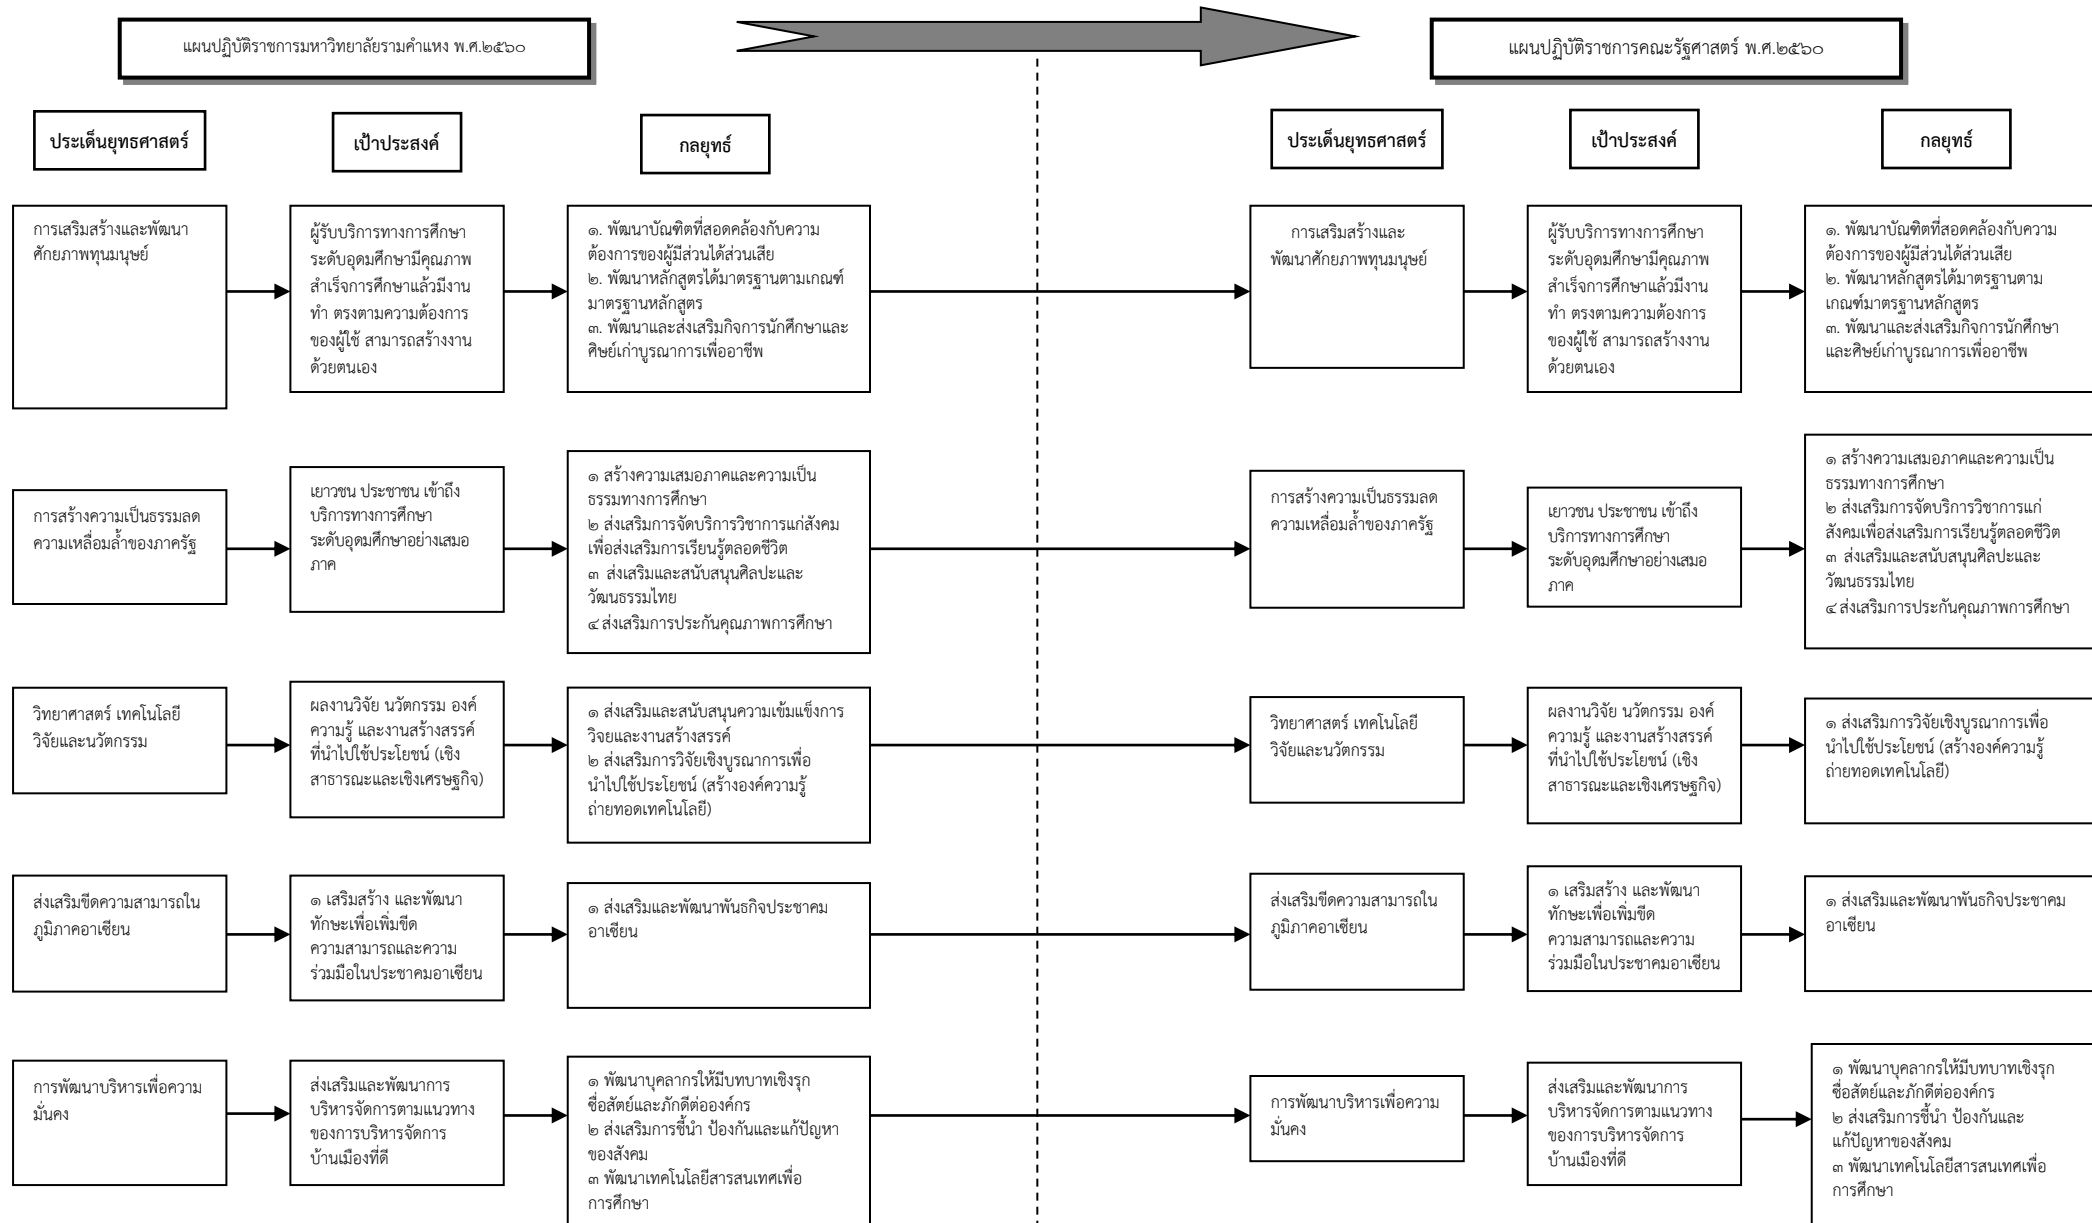 แผนปฏิบัติราชการมหาวิทยาลัยรามคำแหง พ.ศ.๒๕๖๐
แผนปฏิบัติราชการคณะรัฐศาสตร์ พ.ศ.๒๕๖๐
ประเด็นยุทธศาสตร์
เป้าประสงค์
กลยุทธ์
ประเด็นยุทธศาสตร์
เป้าประสงค์
กลยุทธ์
การเสริมสร้างและพัฒนา
ศักยภาพทุนมนุษย์
ผู้รับบริการทางการศึกษา
ระดับอุดมศึกษามีคุณภาพ
สำเร็จการศึกษาแล้วมีงาน
ทำ ตรงตามความต้องการ
ของผู้ใช้ สามารถสร้างงาน
ด้วยตนเอง
๑. พัฒนาบัณฑิตที่สอดคล้องกับความ
ต้องการของผู้มีส่วนได้ส่วนเสีย
๒. พัฒนาหลักสูตรได้มาตรฐานตามเกณฑ์
มาตรฐานหลักสูตร
๓. พัฒนาและส่งเสริมกิจการนักศึกษาและ
ศิษย์เก่าบูรณาการเพื่ออาชีพ
การเสริมสร้างและ
พัฒนาศักยภาพทุนมนุษย์
ผู้รับบริการทางการศึกษา
ระดับอุดมศึกษามีคุณภาพ
สำเร็จการศึกษาแล้วมีงาน
ทำ ตรงตามความต้องการ
ของผู้ใช้ สามารถสร้างงาน
ด้วยตนเอง
๑. พัฒนาบัณฑิตที่สอดคล้องกับความ
ต้องการของผู้มีส่วนได้ส่วนเสีย
๒. พัฒนาหลักสูตรได้มาตรฐานตาม
เกณฑ์มาตรฐานหลักสูตร
๓. พัฒนาและส่งเสริมกิจการนักศึกษา
และศิษย์เก่าบูรณาการเพื่ออาชีพ
การสร้างความเป็นธรรมลด
ความเหลื่อมล้ำของภาครัฐ
เยาวชน ประชาชน เข้าถึง
บริการทางการศึกษา
ระดับอุดมศึกษาอย่างเสมอ
ภาค
๑ สร้างความเสมอภาคและความเป็น
ธรรมทางการศึกษา
๒ ส่งเสริมการจัดบริการวิชาการแก่สังคม
เพื่อส่งเสริมการเรียนรู้ตลอดชีวิต
๓ ส่งเสริมและสนับสนุนศิลปะและ
วัฒนธรรมไทย
๔ ส่งเสริมการประกันคุณภาพการศึกษา
การสร้างความเป็นธรรมลด
ความเหลื่อมล้ำของภาครัฐ
เยาวชน ประชาชน เข้าถึง
บริการทางการศึกษา
ระดับอุดมศึกษาอย่างเสมอ
ภาค
๑ สร้างความเสมอภาคและความเป็น
ธรรมทางการศึกษา
๒ ส่งเสริมการจัดบริการวิชาการแก่
สังคมเพื่อส่งเสริมการเรียนรู้ตลอดชีวิต
๓ ส่งเสริมและสนับสนุนศิลปะและ
วัฒนธรรมไทย
๔ ส่งเสริมการประกันคุณภาพการศึกษา
วิทยาศาสตร์ เทคโนโลยี
วิจัยและนวัตกรรม
ผลงานวิจัย นวัตกรรม องค์
ความรู้ และงานสร้างสรรค์
ที่นำไปใช้ประโยชน์ (เชิง
สาธารณะและเชิงเศรษฐกิจ)
๑ ส่งเสริมและสนับสนุนความเข้มแข็งการ
วิจยและงานสร้างสรรค์
๒ ส่งเสริมการวิจัยเชิงบูรณาการเพื่อ
นำไปใช้ประโยชน์ (สร้างองค์ความรู้
ถ่ายทอดเทคโนโลยี)
วิทยาศาสตร์ เทคโนโลยี
วิจัยและนวัตกรรม
ผลงานวิจัย นวัตกรรม องค์
ความรู้ และงานสร้างสรรค์
ที่นำไปใช้ประโยชน์ (เชิง
สาธารณะและเชิงเศรษฐกิจ)
๑ ส่งเสริมการวิจัยเชิงบูรณาการเพื่อ
นำไปใช้ประโยชน์ (สร้างองค์ความรู้
ถ่ายทอดเทคโนโลยี)
ส่งเสริมขีดความสามารถใน
ภูมิภาคอาเซียน
๑ เสริมสร้าง และพัฒนา
ทักษะเพื่อเพิ่มขีด
ความสามารถและความ
ร่วมมือในประชาคมอาเซียน
๑ ส่งเสริมและพัฒนาพันธกิจประชาคม
อาเซียน
ส่งเสริมขีดความสามารถใน
ภูมิภาคอาเซียน
๑ เสริมสร้าง และพัฒนา
ทักษะเพื่อเพิ่มขีด
ความสามารถและความ
ร่วมมือในประชาคมอาเซียน
๑ ส่งเสริมและพัฒนาพันธกิจประชาคม
อาเซียน
การพัฒนาบริหารเพื่อความ
มั่นคง
ส่งเสริมและพัฒนาการ
บริหารจัดการตามแนวทาง
ของการบริหารจัดการ
บ้านเมืองที่ดี
๑ พัฒนาบุคลากรให้มีบทบาทเชิงรุก
ซื่อสัตย์และภักดีต่อองค์กร
๒ ส่งเสริมการชี้นำ ป้องกันและแก้ปัญหา
ของสังคม
๓ พัฒนาเทคโนโลยีสารสนเทศเพื่อ
การศึกษา
การพัฒนาบริหารเพื่อความ
มั่นคง
ส่งเสริมและพัฒนาการ
บริหารจัดการตามแนวทาง
ของการบริหารจัดการ
บ้านเมืองที่ดี
๑ พัฒนาบุคลากรให้มีบทบาทเชิงรุก
ซื่อสัตย์และภักดีต่อองค์กร
๒ ส่งเสริมการชี้นำ ป้องกันและ
แก้ปัญหาของสังคม
๓ พัฒนาเทคโนโลยีสารสนเทศเพื่อ
การศึกษา